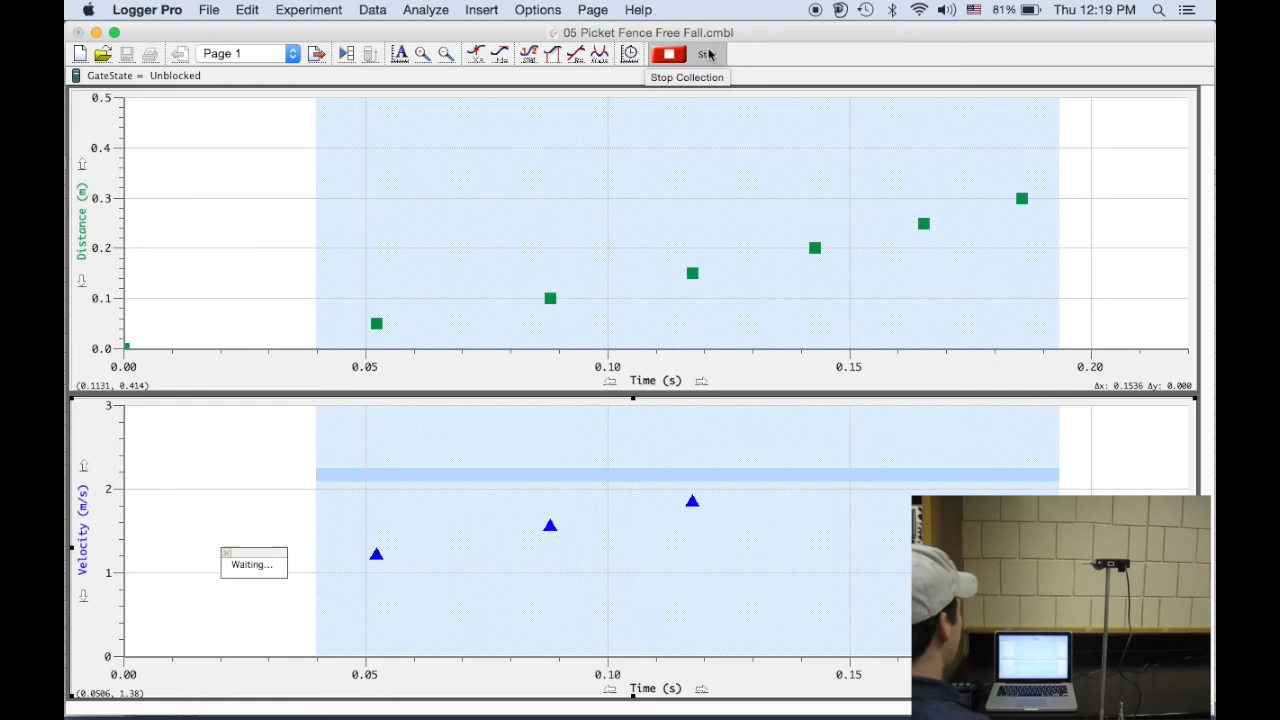 Logger Pro File Edit Experiment Data Analyze Insert Options Page Help 81% Thu 12:19 PM
05 Picket Fence Free Fall.cmbl
Page 1
Stop Collection
GateState = Unblocked
0.5
0.4
0.3
0.2
0.1
0.0
Distance (m)
0.00 0.05 0.10 0.15 0.20
Time (s)
(0.1131, 0.414)
Δx: 0.1536 Δy: 0.000
3
2
1
0
Velocity (m/s)
Waiting...
0.00 0.05 0.10 0.15
Time (s)
(0.0506, 1.38)